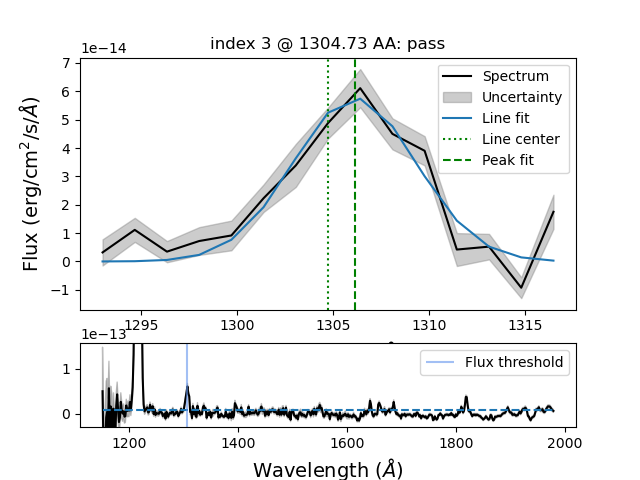 index 3 @ 1304.73 AA: pass
1e−14
7
6
5
4
3
2
1
0
−1
Flux (erg/cm²/s/Å)
Spectrum
Uncertainty
Line fit
Line center
Peak fit
1295 1300 1305 1310 1315
1e−13
1
0
Flux threshold
1200 1400 1600 1800 2000
Wavelength (Å)